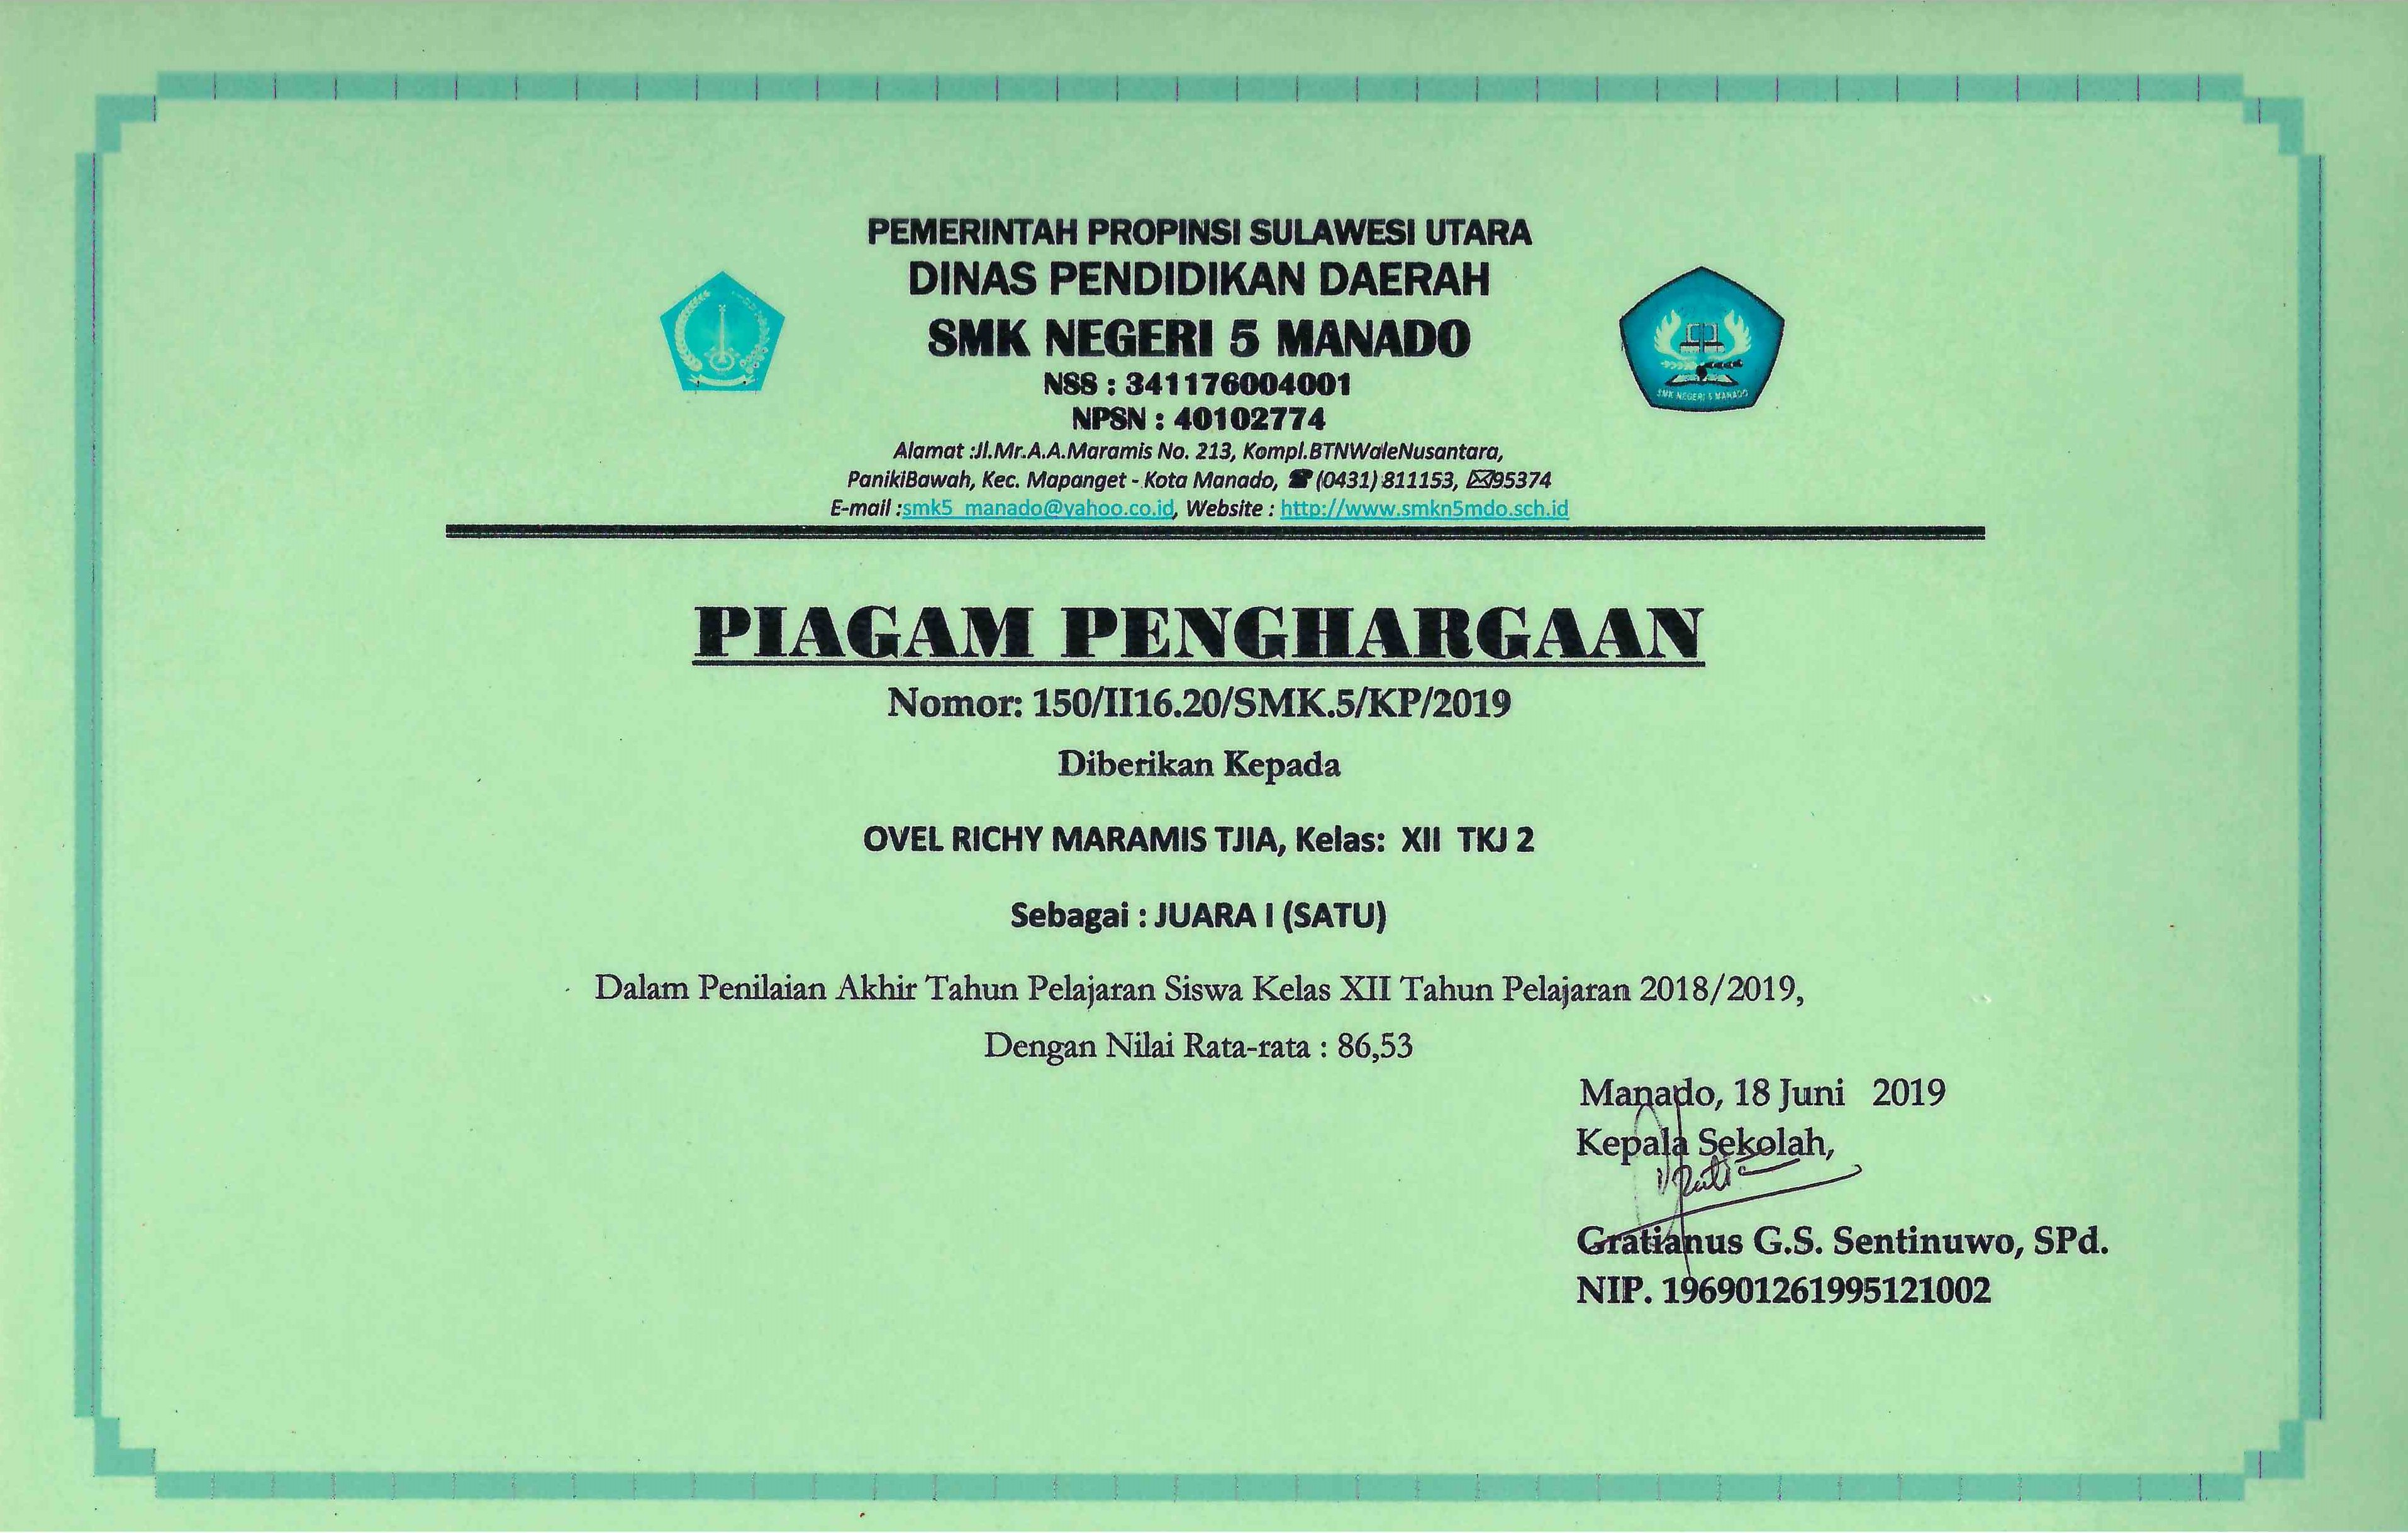 PEMERINTAH PROPINSI SULAWESI UTARA
DINAS PENDIDIKAN DAERAH
SMK NEGERI 5 MANADO
NSS : 341176004001
NPSN : 40102774
Alamat :Jl.Mr.A.A.Maramis No. 213, Kompl.BTNWaleNusantara,
PanikiBawah, Kec. Mapanget - Kota Manado, ☎ (0431) 811153, ✉95374
E-mail :smk5_manado@yahoo.co.id, Website : http://www.smkn5mdo.sch.id
SMK NEGERI 5 MANADO
PIAGAM PENGHARGAAN
Nomor: 150/II16.20/SMK.5/KP/2019
Diberikan Kepada
OVEL RICHY MARAMIS TJIA, Kelas: XII TKJ 2
Sebagai : JUARA I (SATU)
Dalam Penilaian Akhir Tahun Pelajaran Siswa Kelas XII Tahun Pelajaran 2018/2019,
Dengan Nilai Rata-rata : 86,53
Manado, 18 Juni 2019
Kepala Sekolah,
Gratianus G.S. Sentinuwo, SPd.
NIP. 196901261995121002